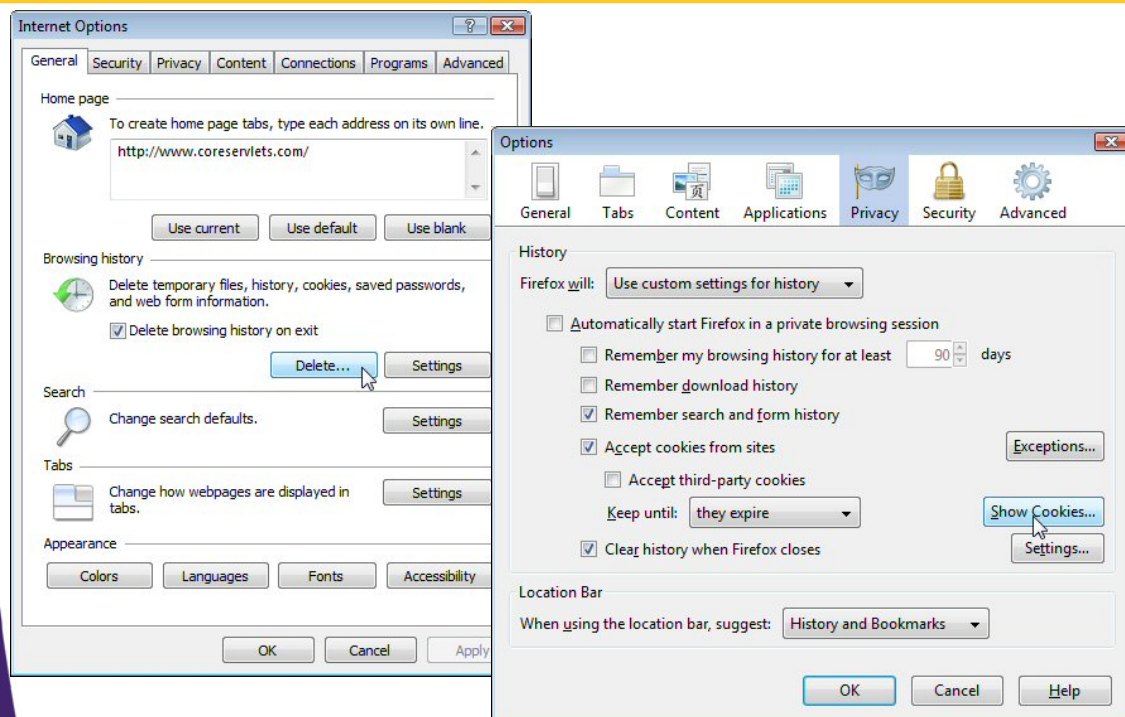 Internet Options
General Security Privacy Content Connections Programs Advanced
Home page
To create home page tabs, type each address on its own line.
http://www.coreservlets.com/
Use current Use default Use blank
Browsing history
Delete temporary files, history, cookies, saved passwords,
and web form information.
Delete browsing history on exit
Delete... Settings
Search
Change search defaults. Settings
Tabs
Change how webpages are displayed in
tabs.
Settings
Appearance
Colors Languages Fonts Accessibility
OK Cancel Apply
Options
页
General Tabs Content Applications Privacy Security Advanced
History
Firefox will: Use custom settings for history
Automatically start Firefox in a private browsing session
Remember my browsing history for at least 90 days
Remember download history
Remember search and form history
Accept cookies from sites Exceptions...
Accept third-party cookies
Keep until: they expire Show Cookies...
Clear history when Firefox closes Settings...
Location Bar
When using the location bar, suggest: History and Bookmarks
OK Cancel Help